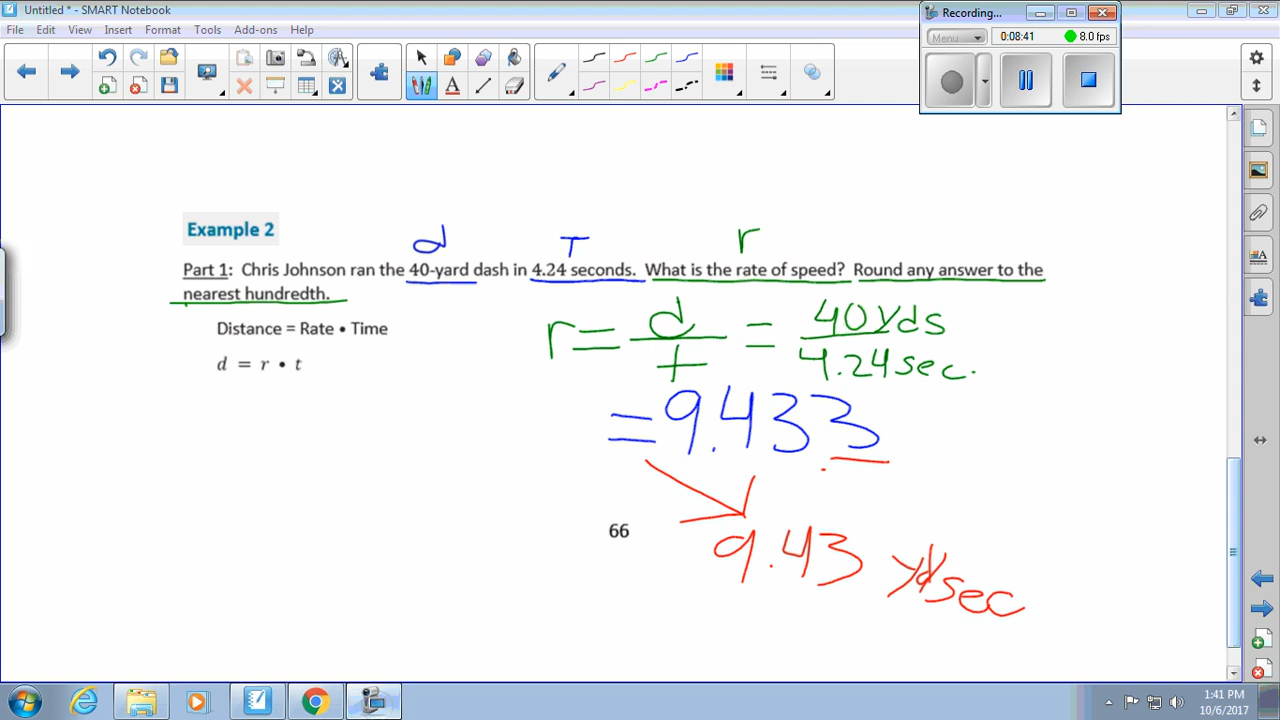 Untitled * - SMART Notebook
File Edit View Insert Format Tools Add-ons Help
Recording...
Menu
0:08:41
8.0 fps
Example 2
d T r
Part 1: Chris Johnson ran the 40-yard dash in 4.24 seconds. What is the rate of speed? Round any answer to the
nearest hundredth.
Distance = Rate • Time
d = r • t
r = d/t = 40yds/4.24sec.
= 9.433
9.43 yd/sec
66
1:41 PM
10/6/2017